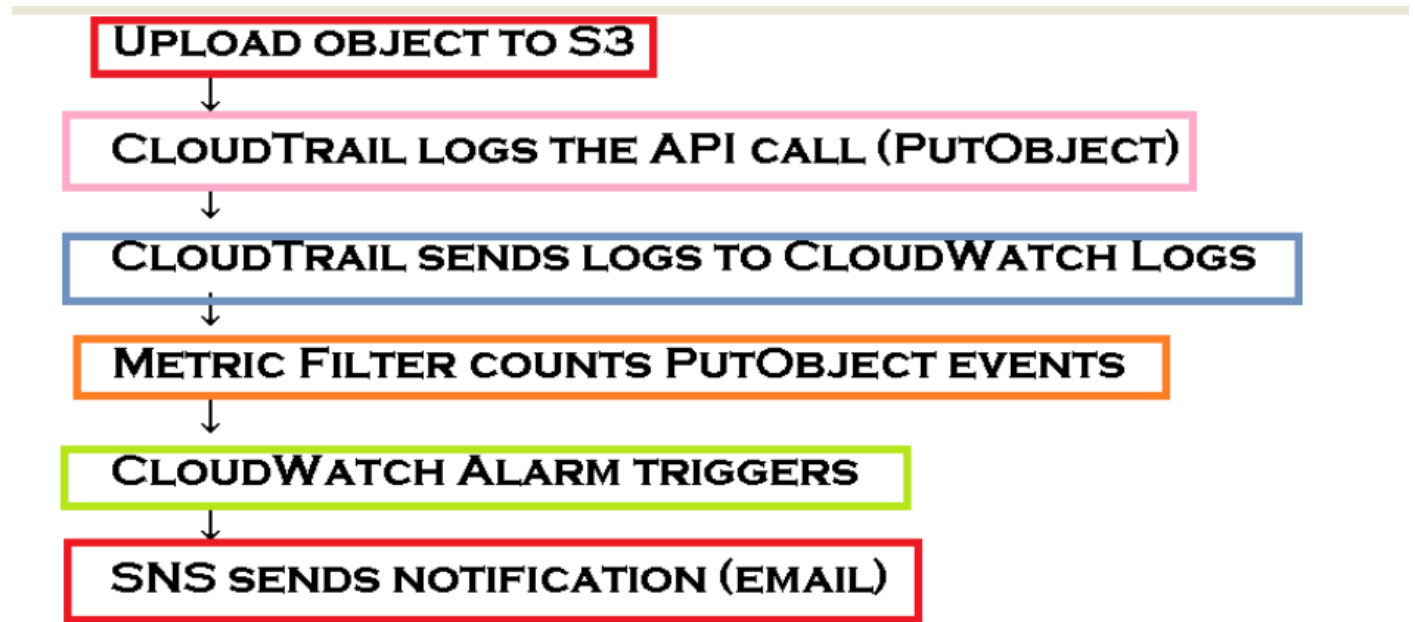 Upload object to S3
↓
CloudTrail logs the API call (PutObject)
↓
CloudTrail sends logs to CloudWatch Logs
↓
Metric Filter counts PutObject events
↓
CloudWatch Alarm triggers
↓
SNS sends notification (email)